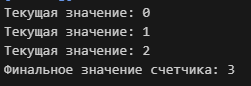 Текущая значение: 0
Текущая значение: 1
Текущая значение: 2
Финальное значение счетчика: 3